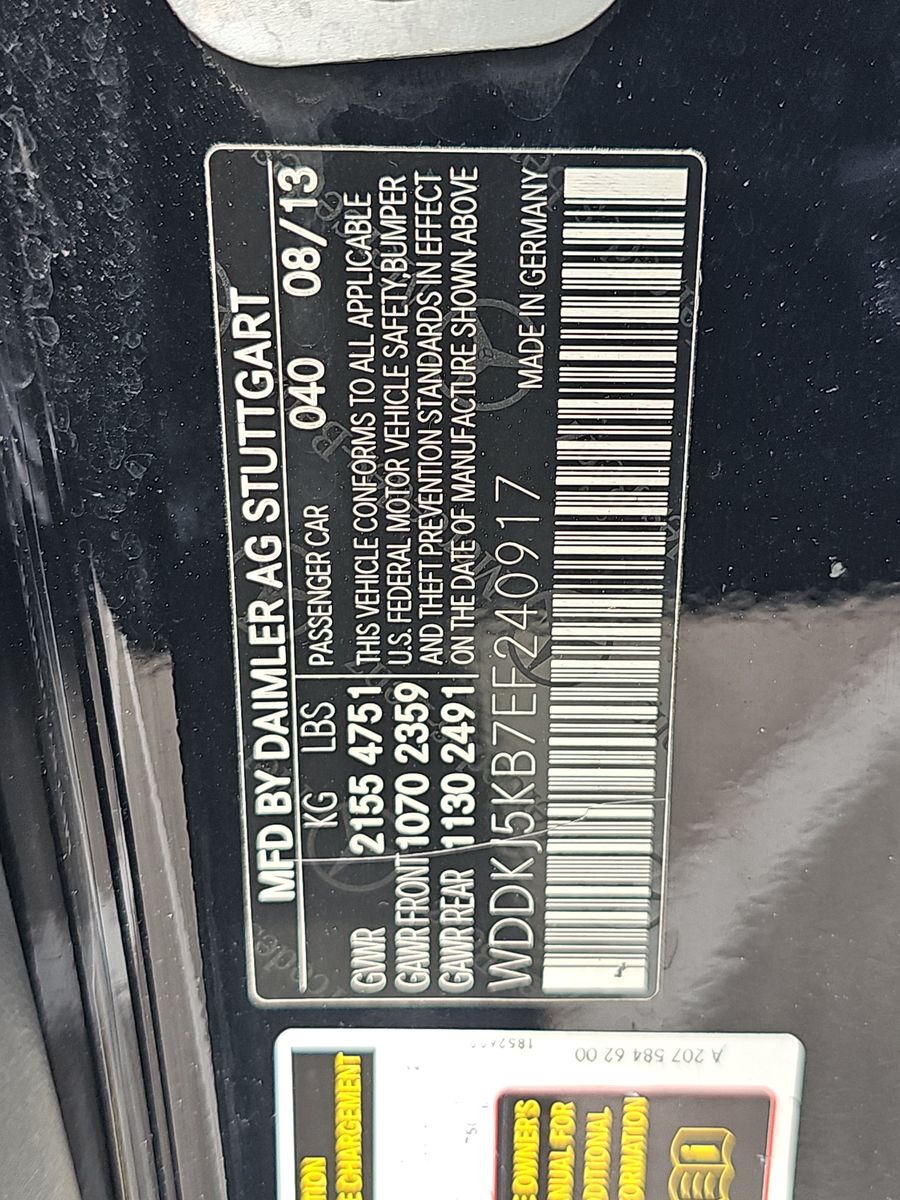 MFD BY DAIMLER AG STUTTGART
KG LBS
GWR 2155 4751
GAWR FRONT 1070 2359
GAWR REAR 1130 2491
PASSENGER CAR 040 08/13
THIS VEHICLE CONFORMS TO ALL APPLICABLE
U.S. FEDERAL MOTOR VEHICLE SAFETY,BUMPER
AND THEFT PREVENTION STANDARDS IN EFFECT
ON THE DATE OF MANUFACTURE SHOWN ABOVE
MADE IN GERMANY
WDDKJ5KB7EF240917
A 207 584 62 00